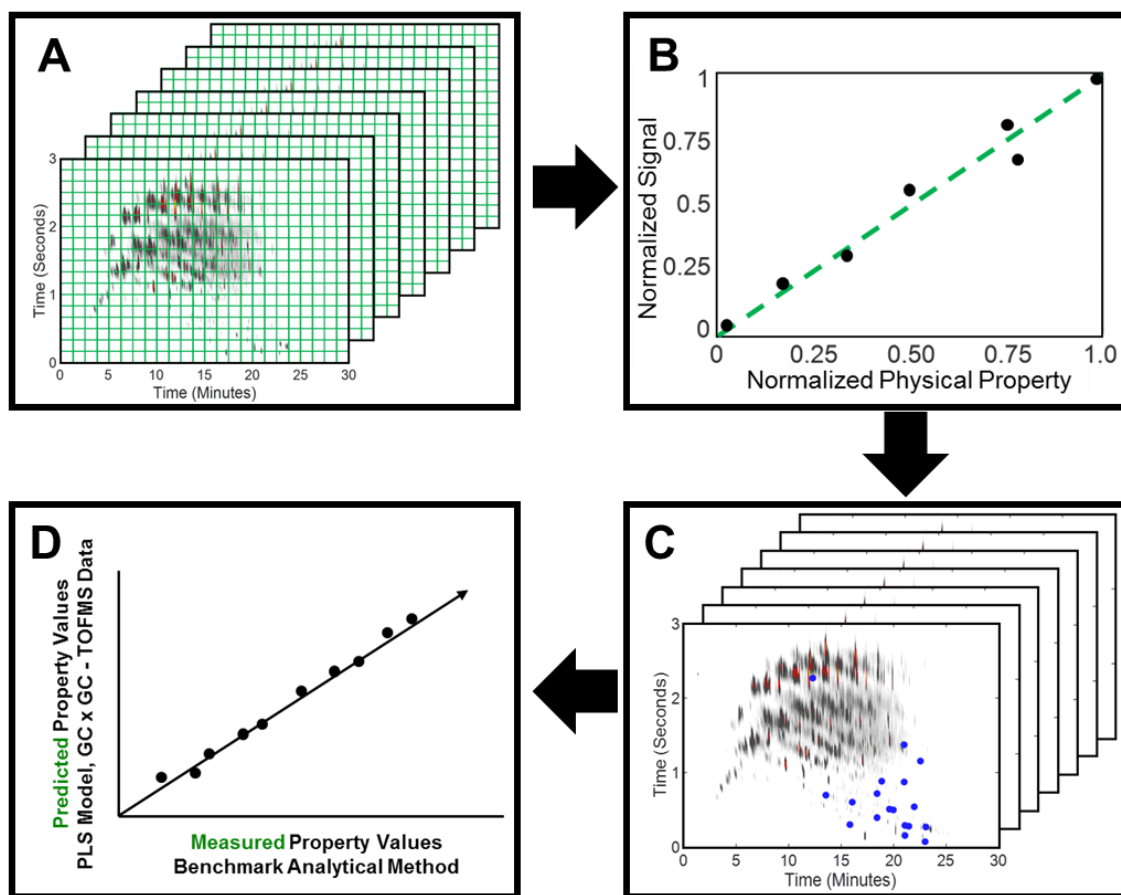 A
3
2
1
0
Time (Seconds)
0 5 10 15 20 25 30
Time (Minutes)
B
1
0.75
0.5
0.25
0
Normalized Signal
0 0.25 0.50 0.75 1.0
Normalized Physical Property
D
Predicted Property Values
PLS Model, GC x GC - TOFMS Data
Measured Property Values
Benchmark Analytical Method
C
3
2
1
0
Time (Seconds)
0 5 10 15 20 25 30
Time (Minutes)